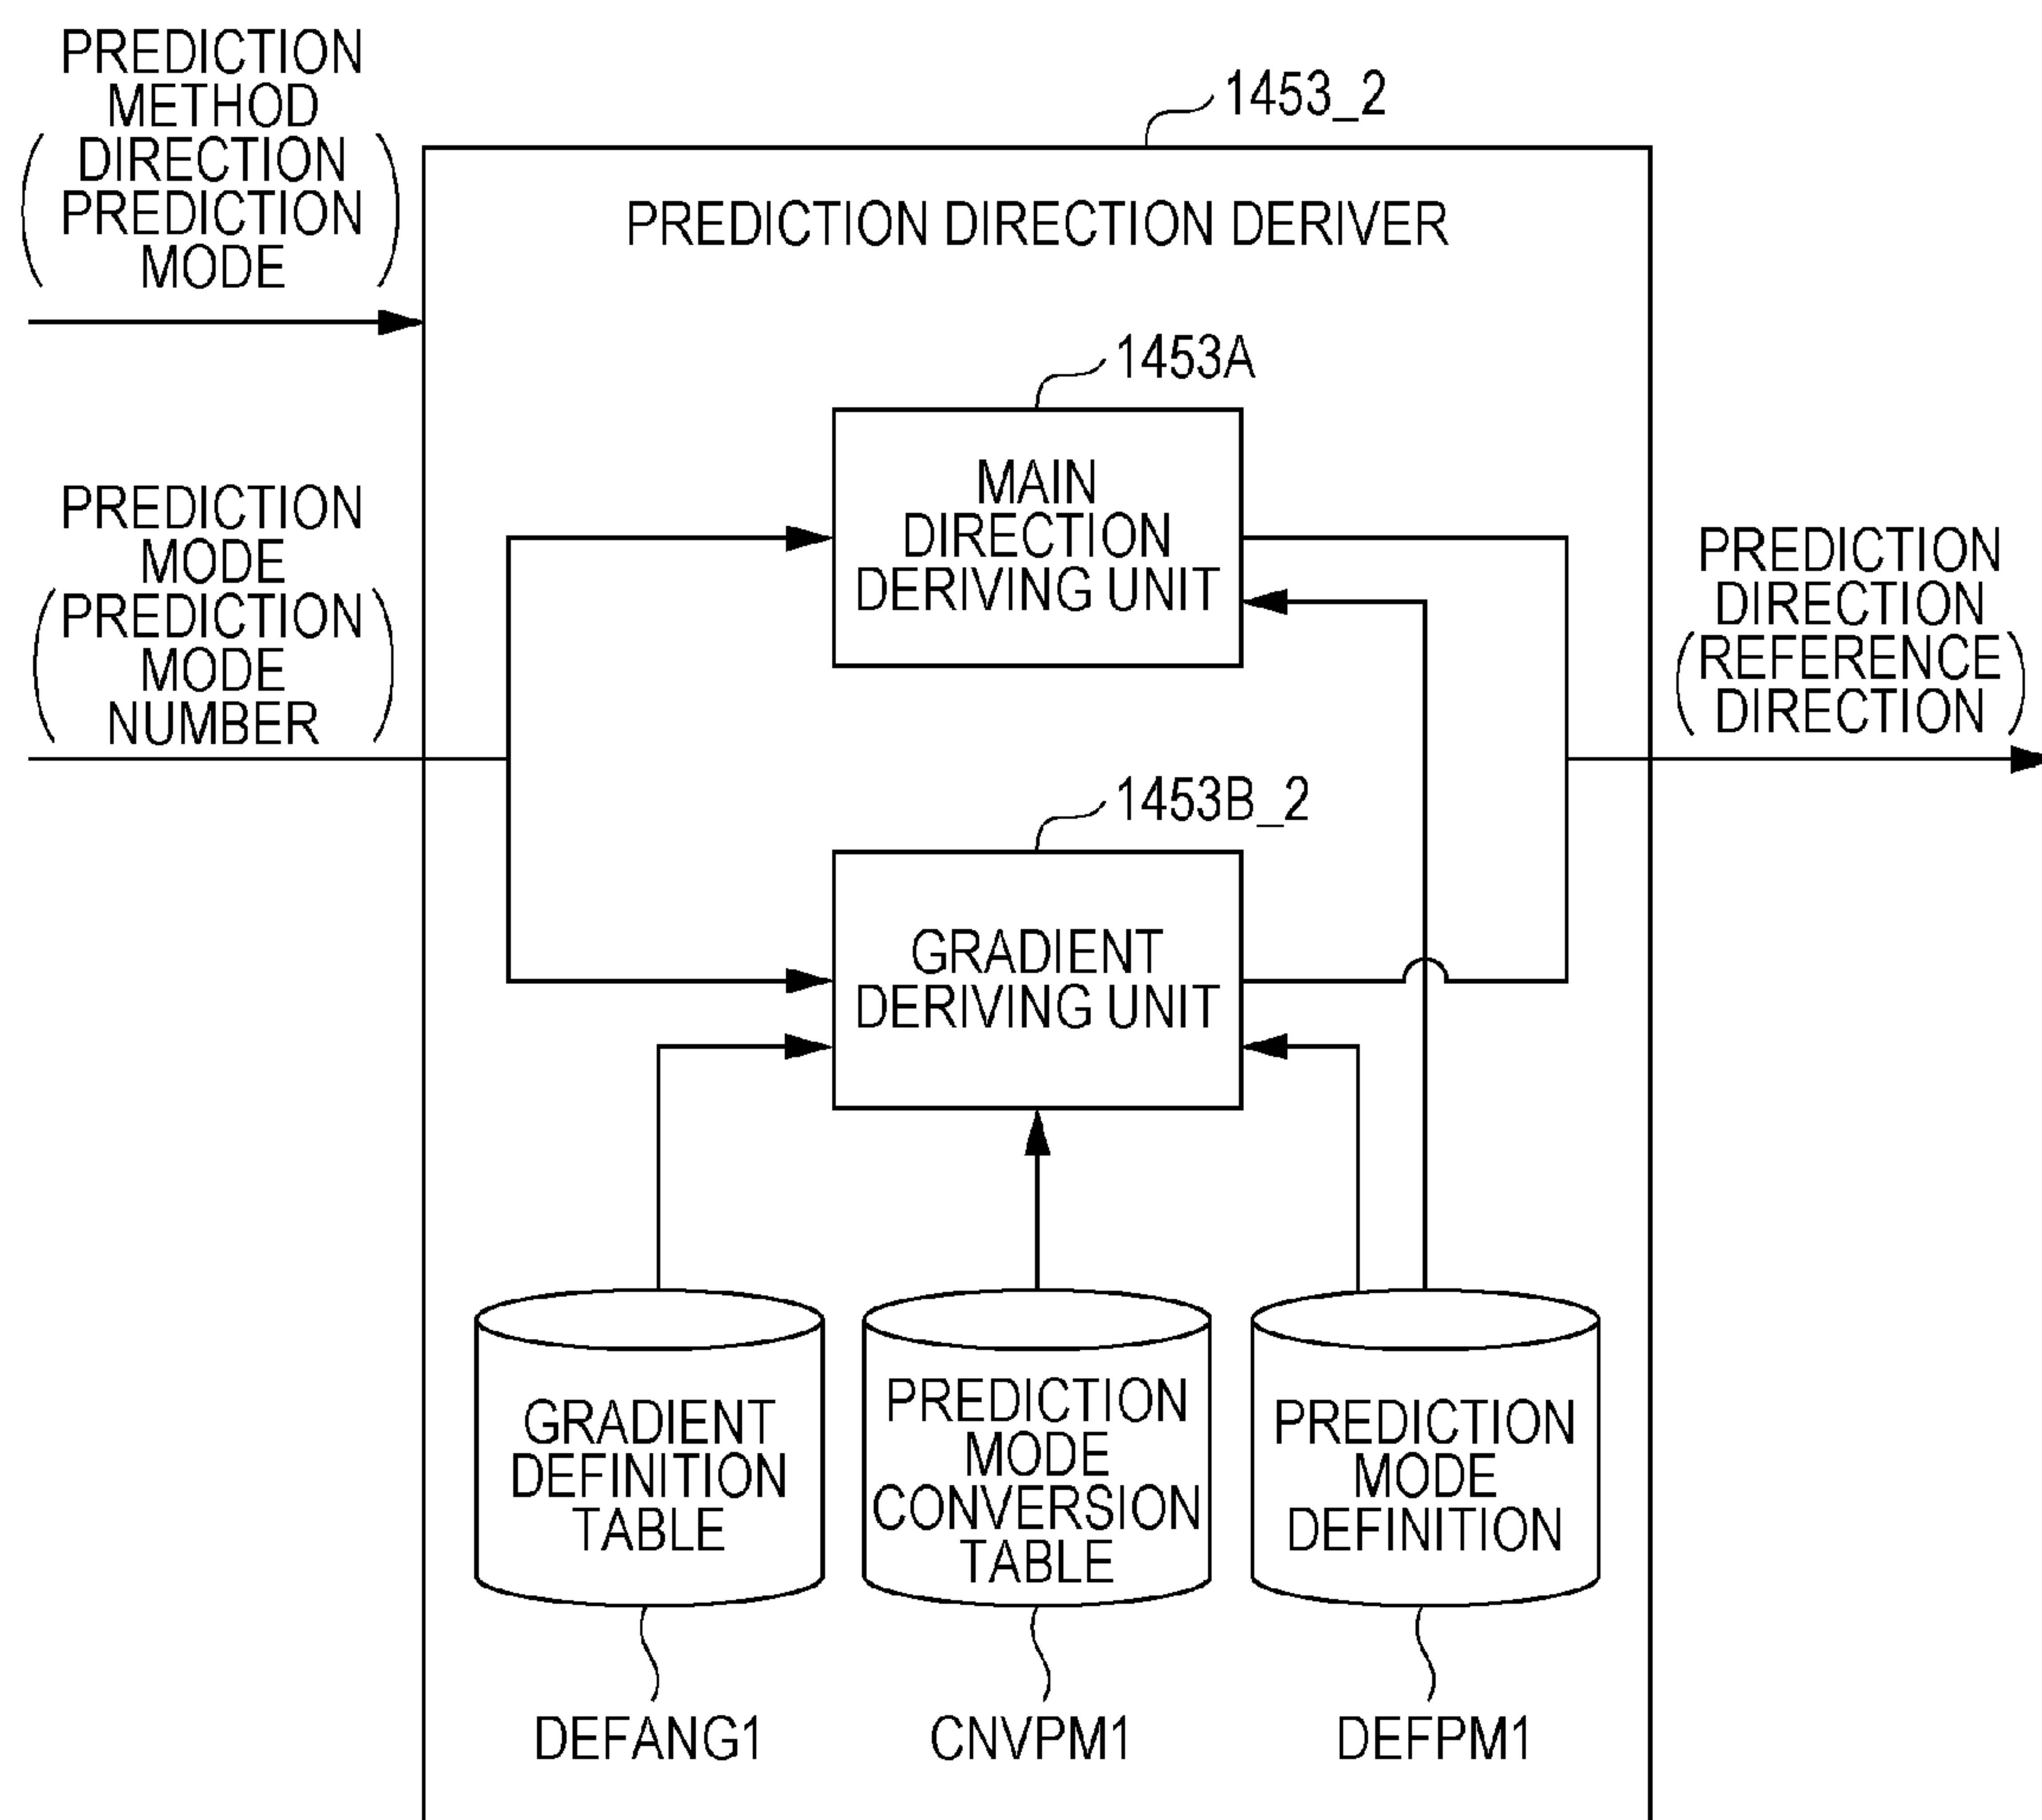 PREDICTION
METHOD
( DIRECTION
PREDICTION
MODE )
1453_2
PREDICTION DIRECTION DERIVER
1453A
MAIN
DIRECTION
DERIVING UNIT
PREDICTION
MODE
( PREDICTION
MODE
NUMBER )
PREDICTION
DIRECTION
( REFERENCE
DIRECTION )
1453B_2
GRADIENT
DERIVING UNIT
GRADIENT
DEFINITION
TABLE
PREDICTION
MODE
CONVERSION
TABLE
PREDICTION
MODE
DEFINITION
DEFANG1
CNVPM1
DEFPM1